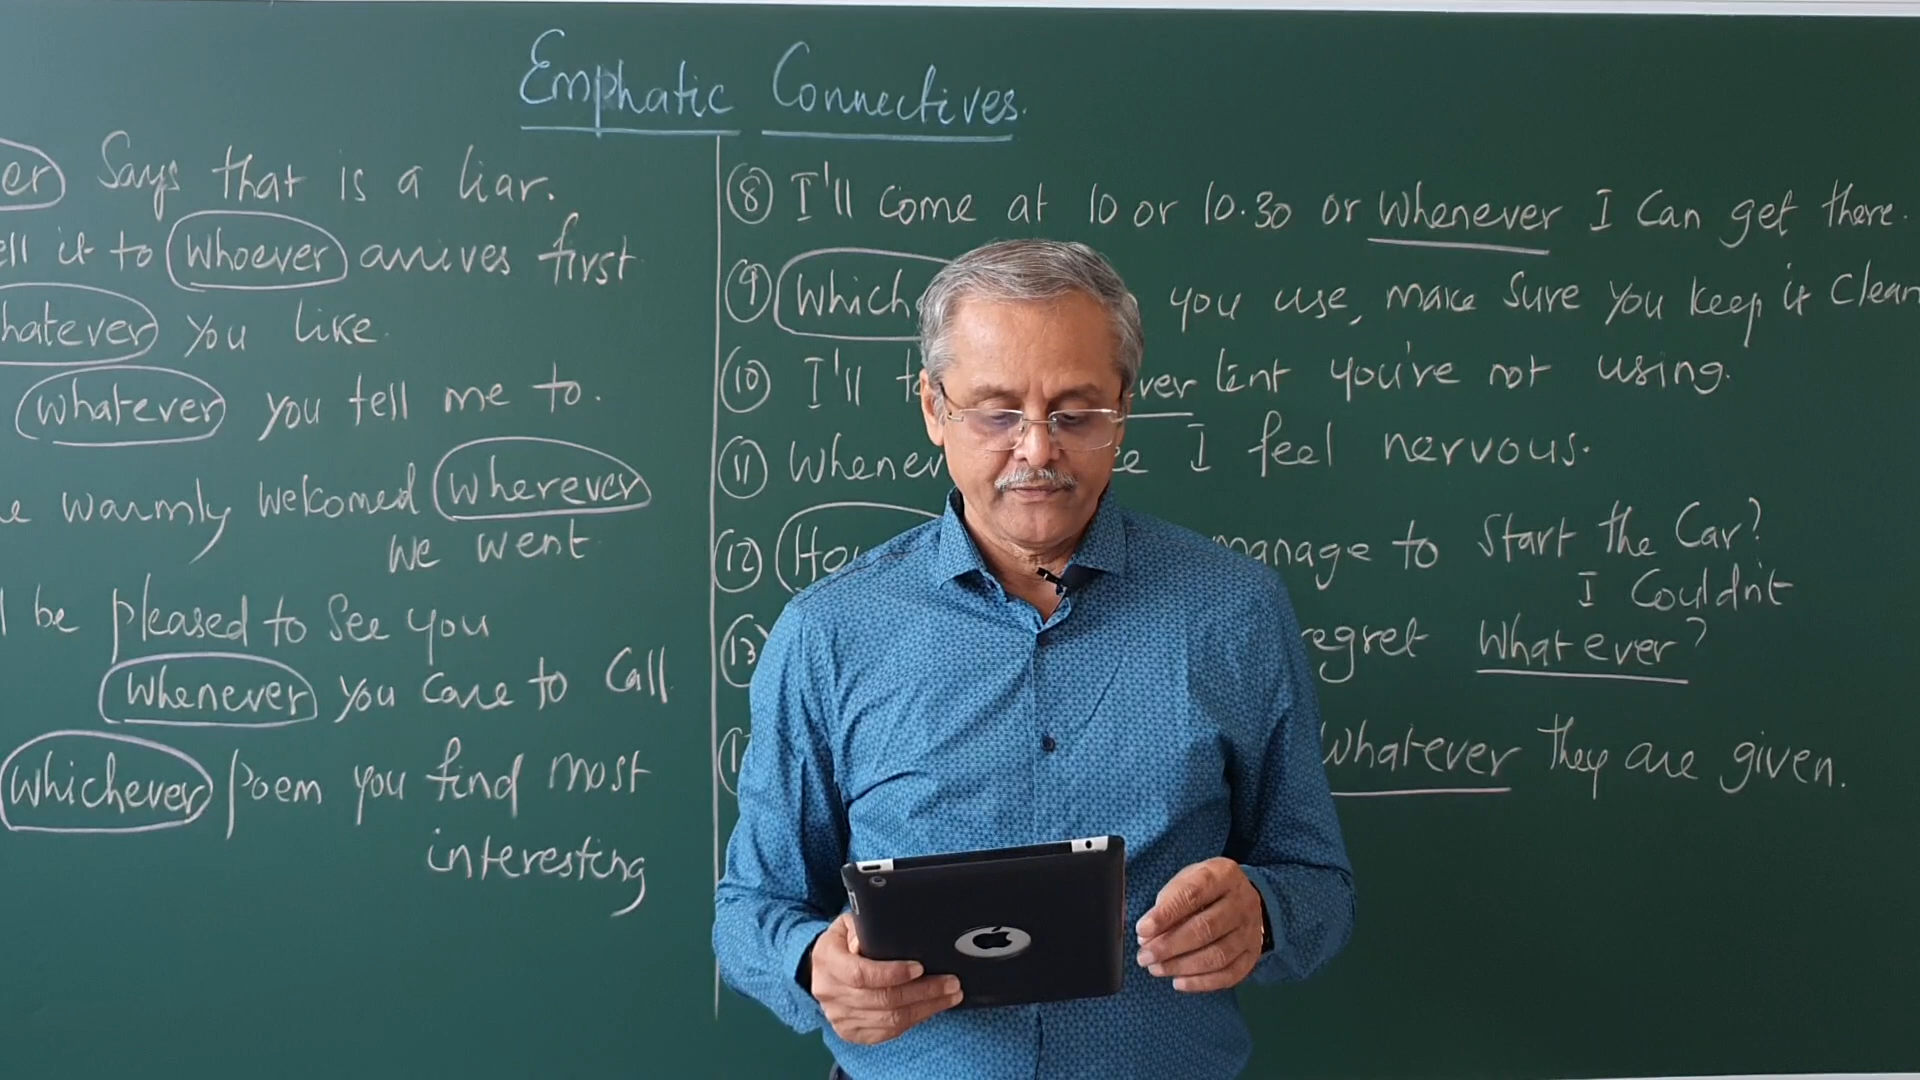 Emphatic Connectives.
er Says that is a liar.
ell it to whoever arrives first
hatever you like.
whatever you tell me to.
e warmly welcomed wherever
we went
l be pleased to see you
whenever you care to call
whichever poem you find most
interesting
⑧ I'll come at 10 or 10.30 or whenever I can get there.
⑨ Which you use, make sure you keep it clean
⑩ I'll t ver tent you're not using.
⑪ Whenev e I feel nervous.
⑫ How manage to start the Car?
I Couldn't
⑬ egret whatever?
whatever they are given.